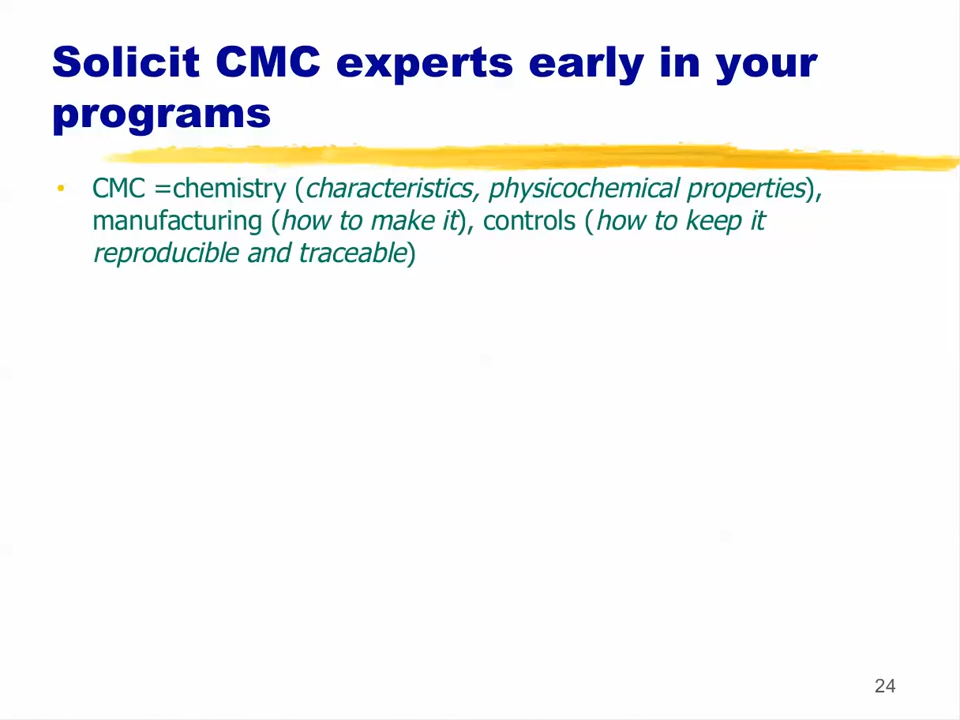 Solicit CMC experts early in your
programs
• CMC =chemistry (characteristics, physicochemical properties),
manufacturing (how to make it), controls (how to keep it
reproducible and traceable)
24